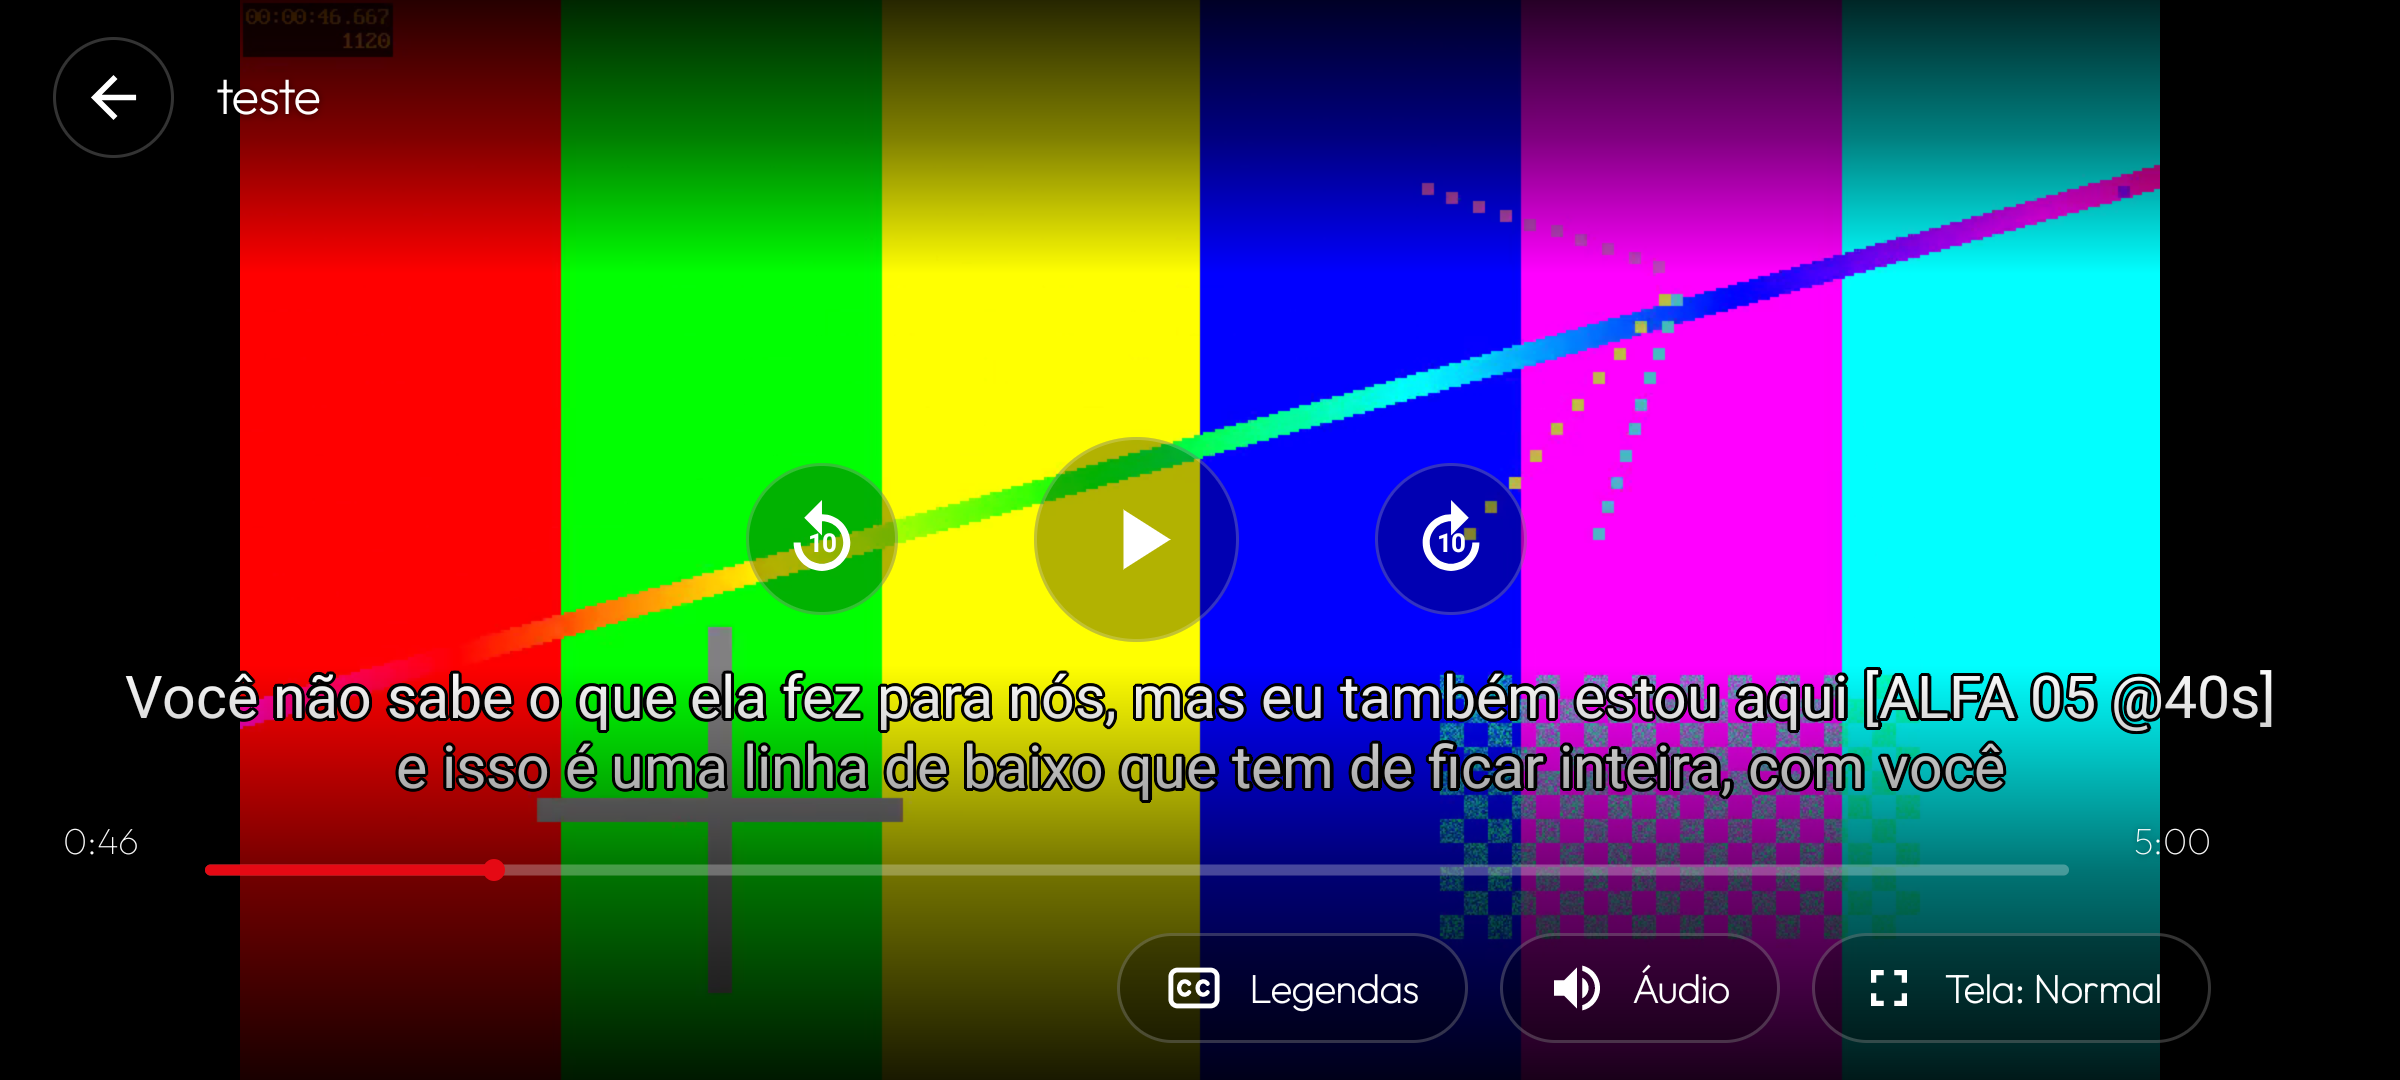 00:00:46.667
1120
teste
10
10
Você não sabe o que ela fez para nós, mas eu também estou aqui [ALFA 05 @40s]
e isso é uma linha de baixo que tem de ficar inteira, com você
0:46
5:00
CC Legendas
Áudio
Tela: Normal